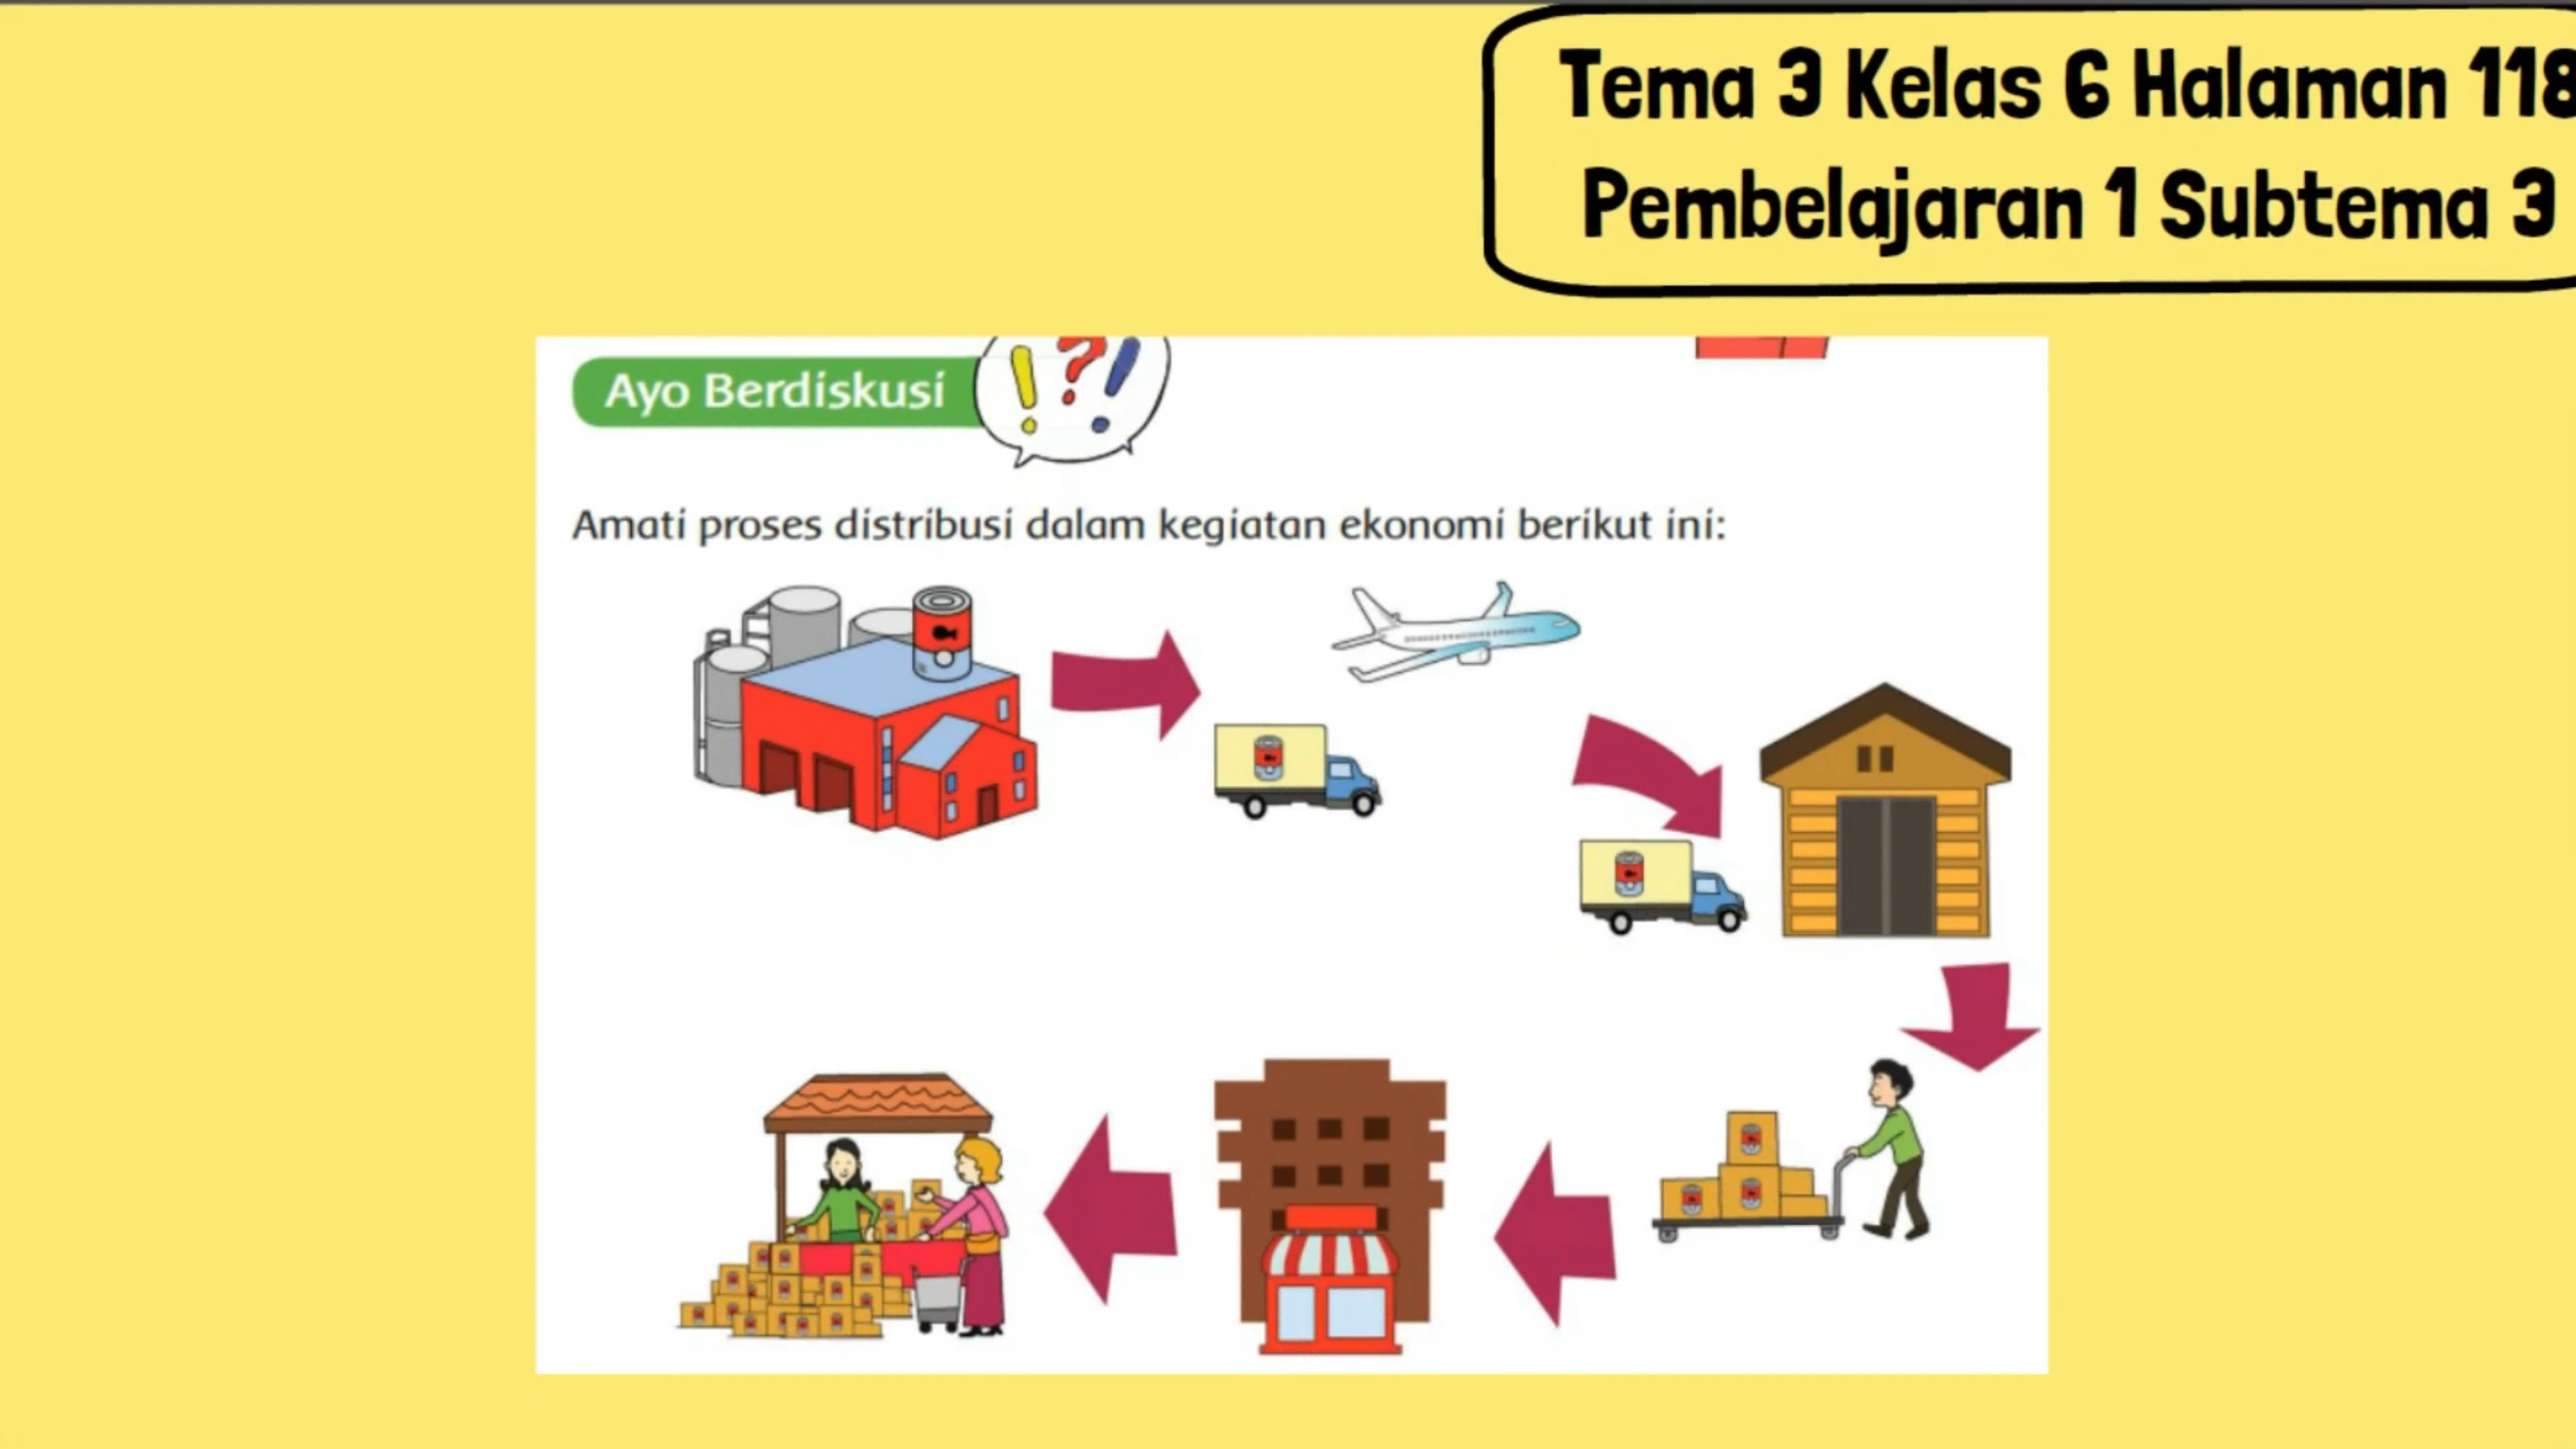 Tema 3 Kelas 6 Halaman 118
Pembelajaran 1 Subtema 3
Ayo Berdiskusi
Amati proses distribusi dalam kegiatan ekonomi berikut ini: